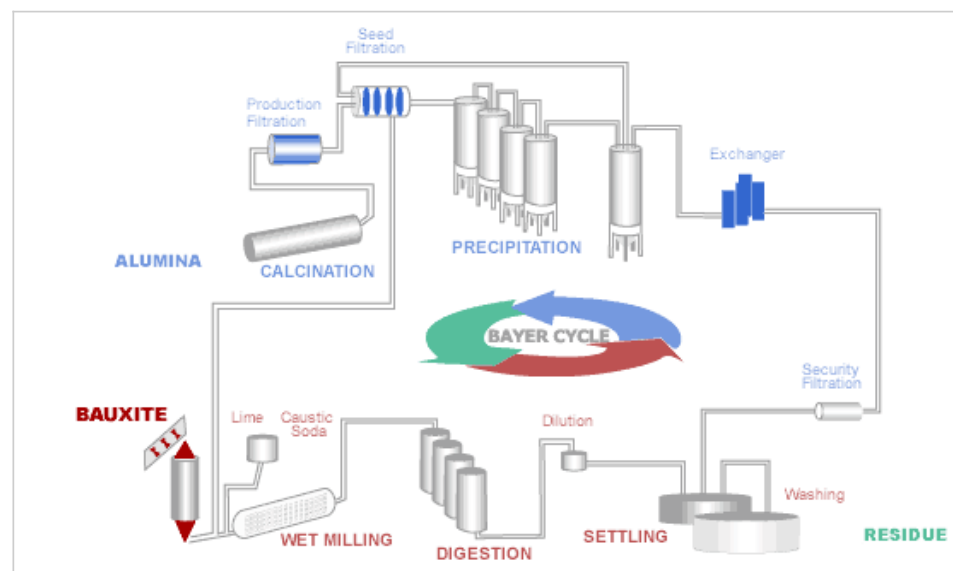 Seed
Filtration
Production
Filtration
Exchanger
PRECIPITATION
ALUMINA
CALCINATION
BAYER CYCLE
Security
Filtration
BAUXITE
Lime
Caustic
Soda
Dilution
Washing
WET MILLING
DIGESTION
SETTLING
RESIDUE